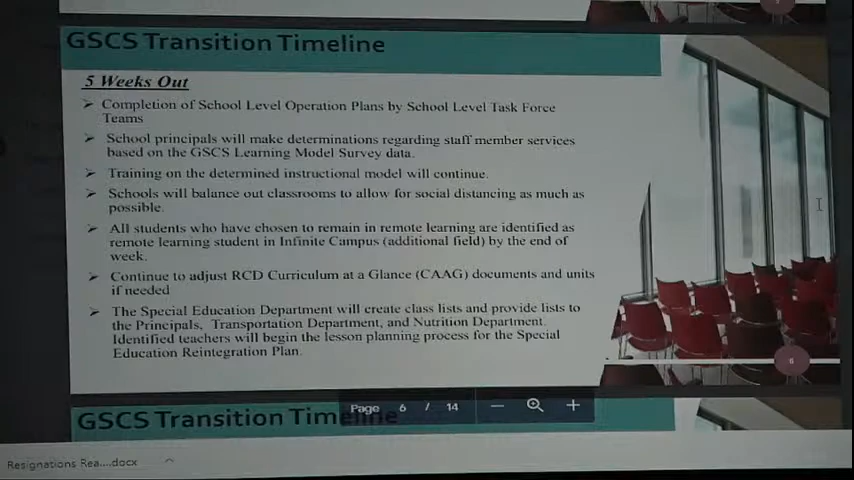 GSCS Transition Timeline
5 Weeks Out
➢ Completion of School Level Operation Plans by School Level Task Force
Teams
➢ School principals will make determinations regarding staff member services
based on the GSCS Learning Model Survey data.
➢ Training on the determined instructional model will continue.
➢ Schools will balance out classrooms to allow for social distancing as much as
possible.
➢ All students who have chosen to remain in remote learning are identified as
remote learning student in Infinite Campus (additional field) by the end of
week.
➢ Continue to adjust RCD Curriculum at a Glance (CAAG) documents and units
if needed
➢ The Special Education Department will create class lists and provide lists to
the Principals, Transportation Department, and Nutrition Department.
Identified teachers will begin the lesson planning process for the Special
Education Reintegration Plan.
6
Page 6 / 14
GSCS Transition Timeline
Resignations Rea....docx